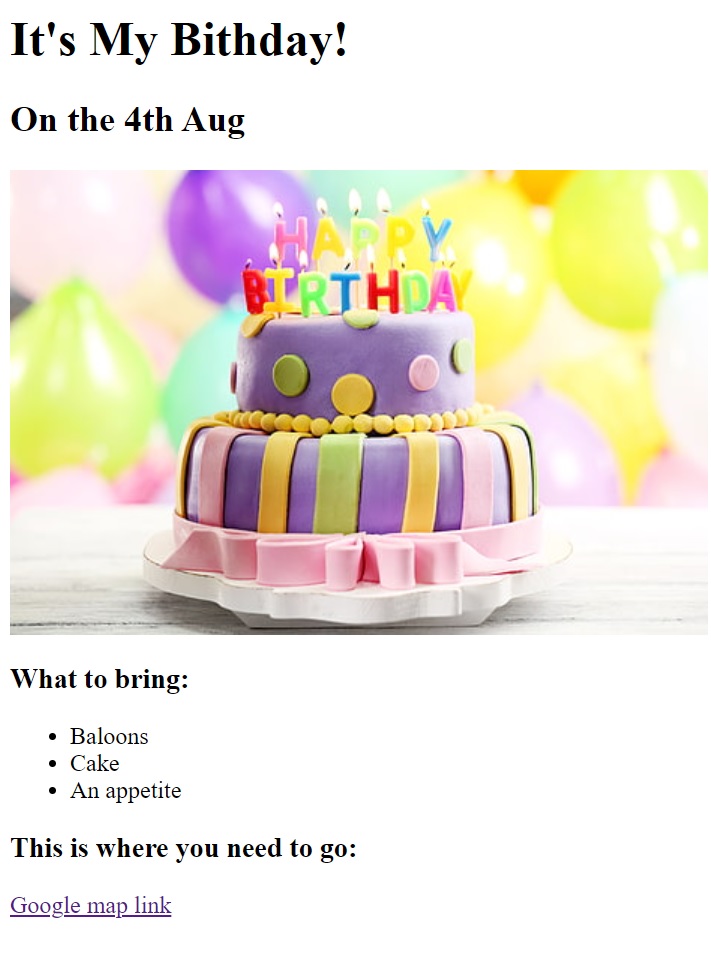 It's My Bithday!
On the 4th Aug
HAPPY
BIRTHDAY
What to bring:
Baloons
Cake
An appetite
This is where you need to go:
Google map link